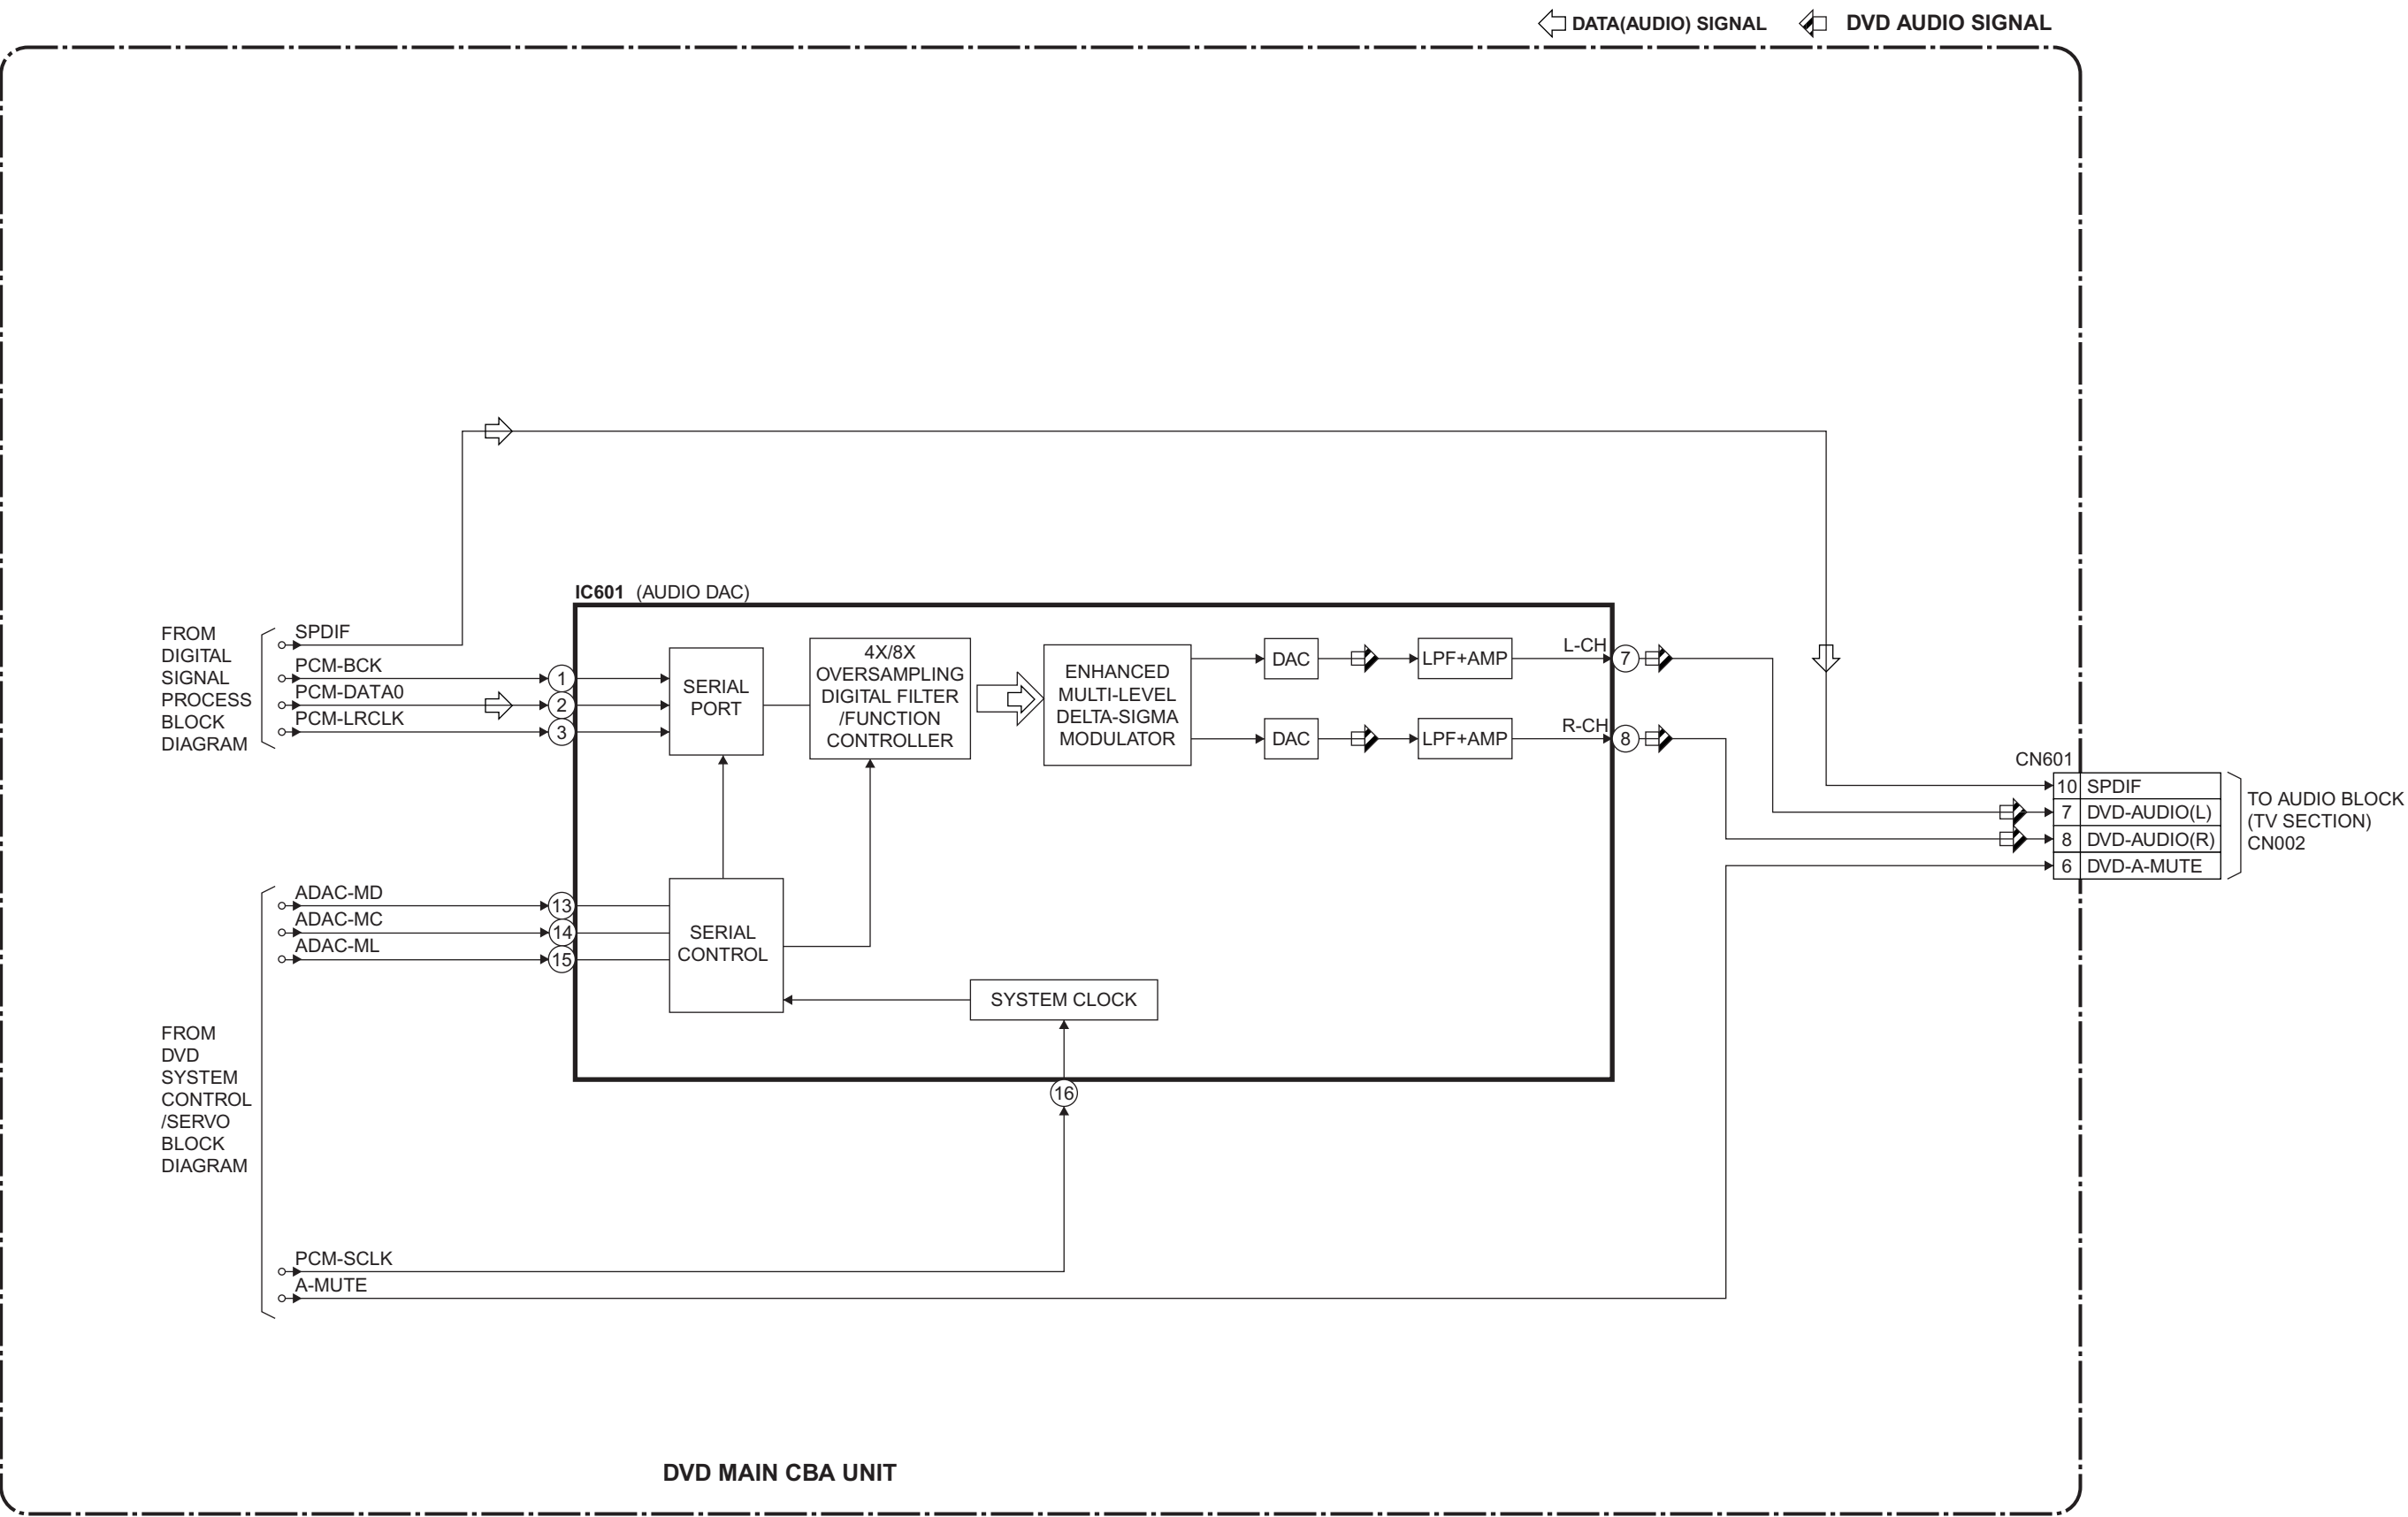 DATA(AUDIO) SIGNAL
DVD AUDIO SIGNAL
IC601 (AUDIO DAC)
FROM
DIGITAL
SIGNAL
PROCESS
BLOCK
DIAGRAM
SPDIF
PCM-BCK
PCM-DATA0
PCM-LRCLK
1
2
3
SERIAL
PORT
4X/8X
OVERSAMPLING
DIGITAL FILTER
/FUNCTION
CONTROLLER
ENHANCED
MULTI-LEVEL
DELTA-SIGMA
MODULATOR
DAC
LPF+AMP
L-CH
7
DAC
LPF+AMP
R-CH
8
CN601
10 SPDIF
7 DVD-AUDIO(L)
8 DVD-AUDIO(R)
6 DVD-A-MUTE
TO AUDIO BLOCK
(TV SECTION)
CN002
ADAC-MD
ADAC-MC
ADAC-ML
13
14
15
SERIAL
CONTROL
SYSTEM CLOCK
16
FROM
DVD
SYSTEM
CONTROL
/SERVO
BLOCK
DIAGRAM
PCM-SCLK
A-MUTE
DVD MAIN CBA UNIT